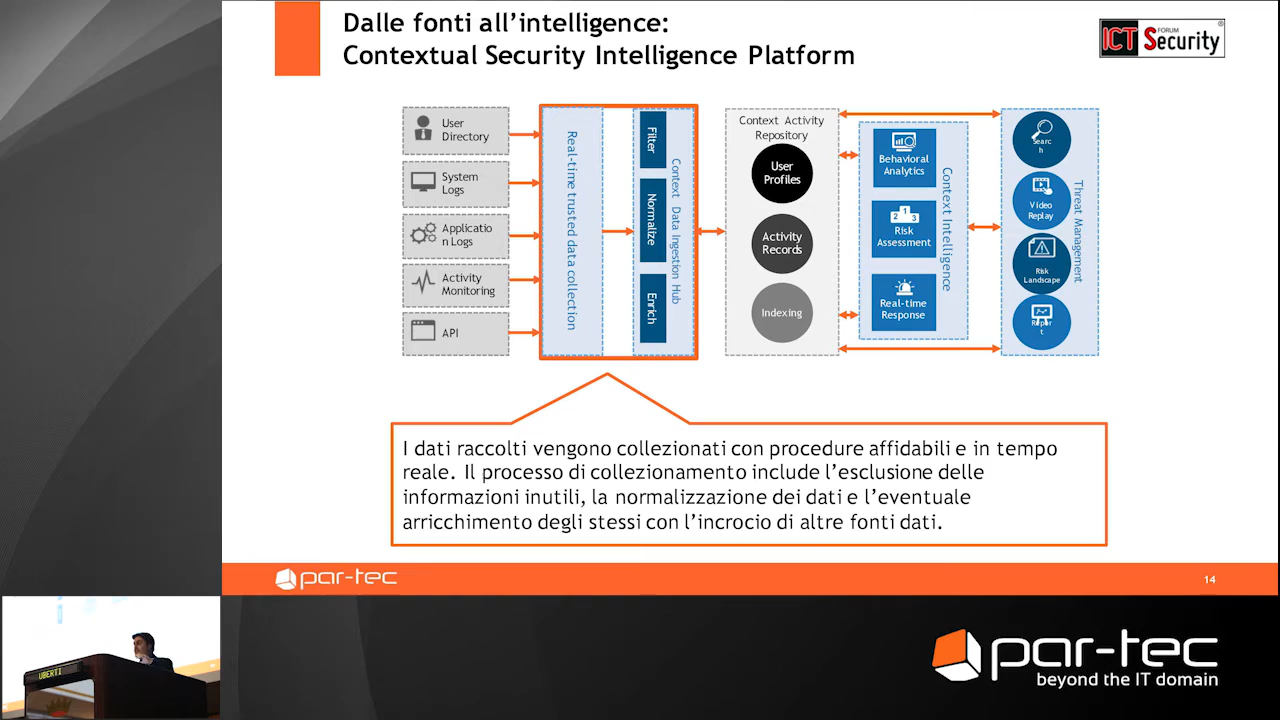 Dalle fonti all'intelligence:
Contextual Security Intelligence Platform
ICT Security
FORUM
®
User
Directory
System
Logs
Applicatio
n Logs
Activity
Monitoring
API
Real-time trusted data collection
Filter
Normalize
Enrich
Context Data Ingestion Hub
Context Activity
Repository
User
Profiles
Activity
Records
Indexing
Behavioral
Analytics
1
2
3
Risk
Assessment
Real-time
Response
Context Intelligence
Searc
h
Video
Replay
Risk
Landscape
Repor
t
Threat Management
I dati raccolti vengono collezionati con procedure affidabili e in tempo
reale. Il processo di collezionamento include l'esclusione delle
informazioni inutili, la normalizzazione dei dati e l'eventuale
arricchimento degli stessi con l'incrocio di altre fonti dati.
par-tec
14
UBERTI
par-tec
beyond the IT domain